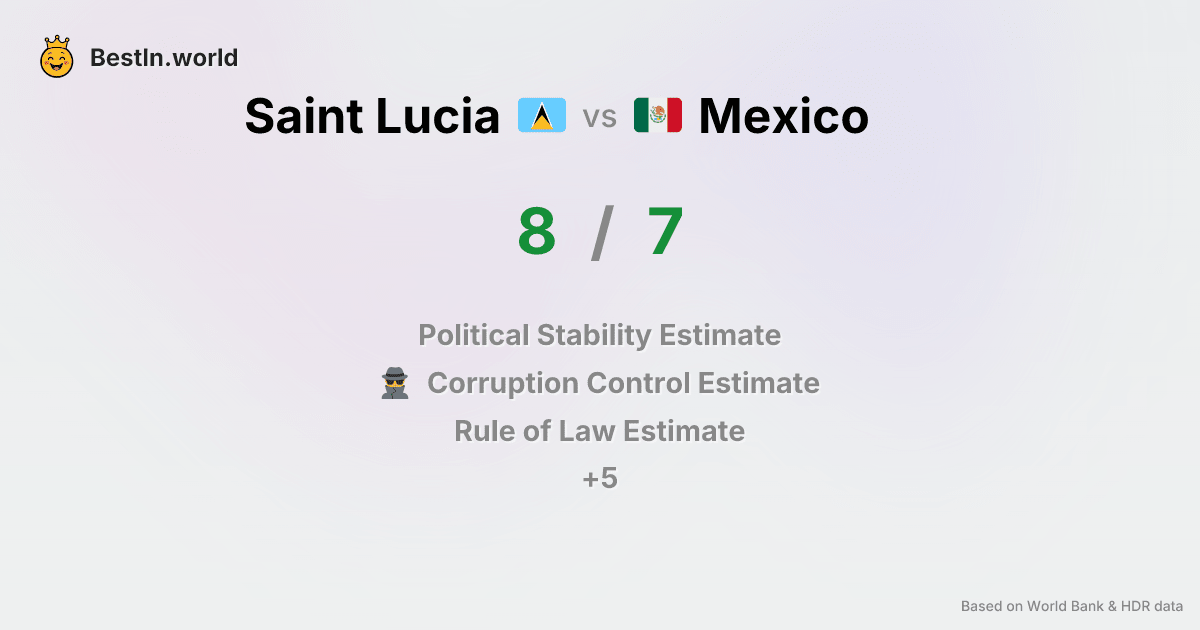 BestIn.world
Saint Lucia vs Mexico
8 / 7
Political Stability Estimate
Corruption Control Estimate
Rule of Law Estimate
+5
Based on World Bank & HDR data